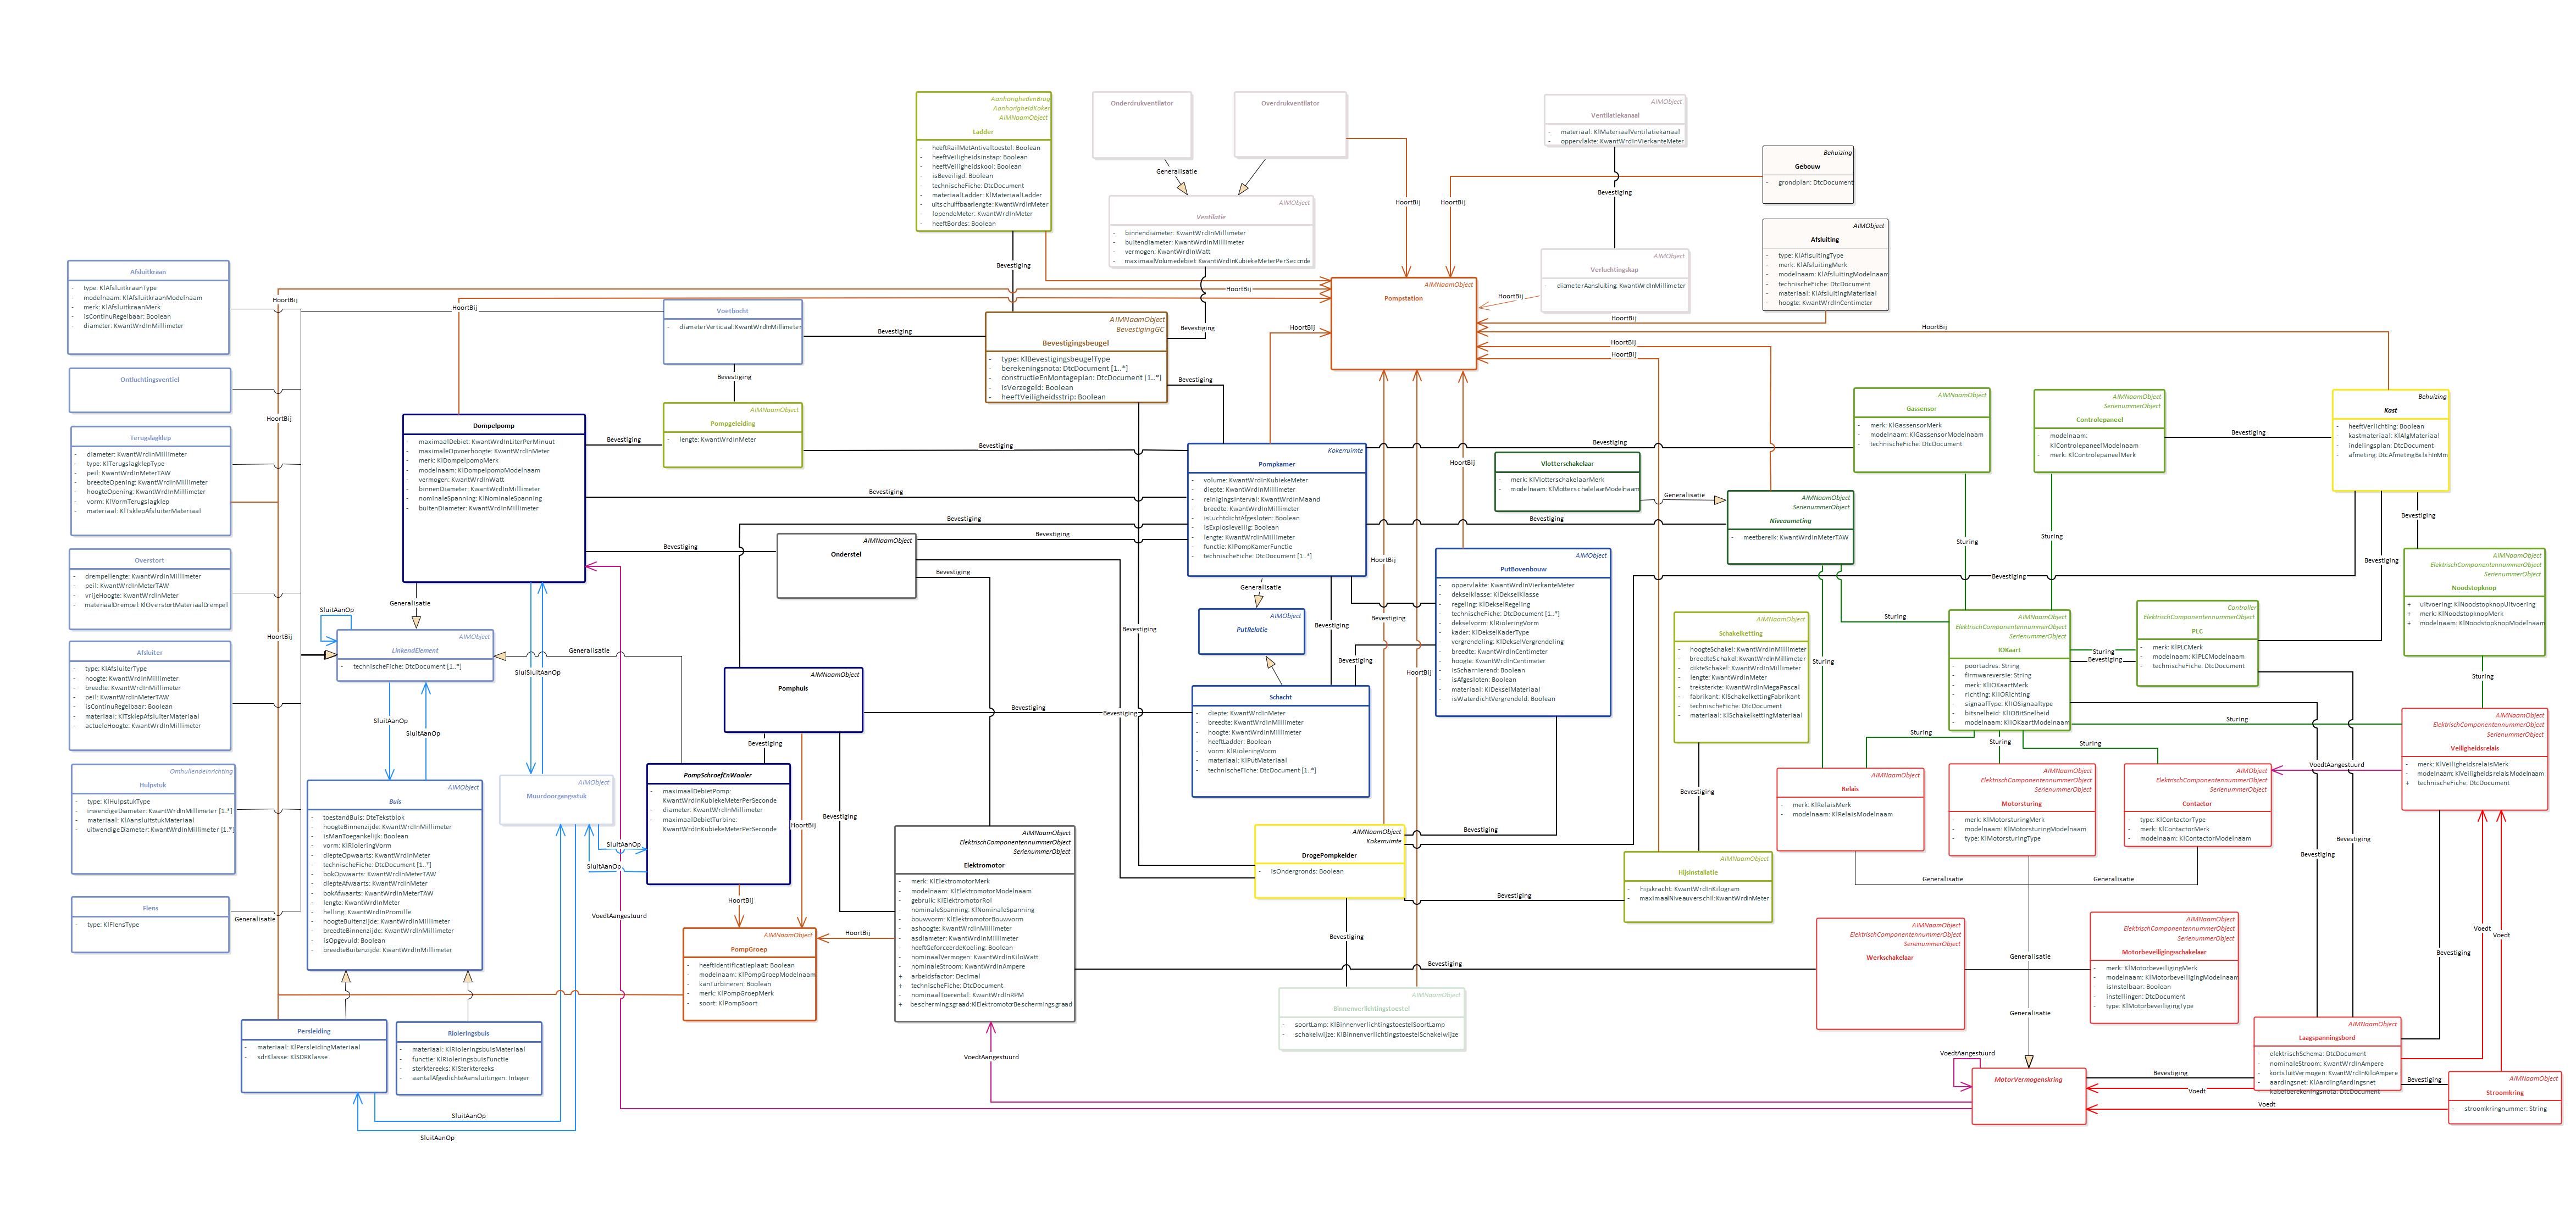 AanhorighedenBrug
AanhorigheidKoker
AIMNaamObject
Ladder
- heeftRailMetAntivaltoestel: Boolean
- heeftVeiligheidsinstap: Boolean
- heeftVeiligheidskooi: Boolean
- isBeveiligd: Boolean
- technischeFiche: DtcDocument
- materiaalLadder: KlMateriaalLadder
- uitschuifbaarlengte: KwantWrdInMeter
- lopendeMeter: KwantWrdInMeter
- heeftBordes: Boolean
Onderdrukventilator
Overdrukventilator
Generalisatie
AIMObject
Ventilatie
- binnendiameter: KwantWrdInMillimeter
- buitendiameter: KwantWrdInMillimeter
- vermogen: KwantWrdInWatt
- maximaalVolumedebiet: KwantWrdInKubiekeMeterPerSeconde
AIMObject
Ventilatiekanaal
- materiaal: KlMateriaalVentilatiekanaal
- oppervlakte: KwantWrdInVierkanteMeter
Bevestiging
Behuizing
Gebouw
- grondplan: DtcDocument
HoortBij
HoortBij
AIMObject
Afsluiting
- type: KlAflsuitingType
- merk: KlAfsluitingMerk
- modelnaam: KlAfsluitingModelnaam
- technischeFiche: DtcDocument
- materiaal: KlAfsluitingMateriaal
- hoogte: KwantWrdInCentimeter
AIMObject
Verluchtingskap
- diameterAansluiting: KwantWrdInMillimeter
HoortBij
AIMNaamObject
Pompstation
Bevestiging
HoortBij
HoortBij
HoortBij
HoortBij
HoortBij
HoortBij
HoortBij
HoortBij
Afsluitkraan
- type: KlAfsluitkraanType
- modelnaam: KlAfsluitkraanModelnaam
- merk: KlAfsluitkraanMerk
- isContinuRegelbaar: Boolean
- diameter: KwantWrdInMillimeter
Ontluchtingsventiel
Terugslagklep
- diameter: KwantWrdInMillimeter
- type: KlTerugslagklepType
- peil: KwantWrdInMeterTAW
- breedteOpening: KwantWrdInMillimeter
- hoogteOpening: KwantWrdInMillimeter
- vorm: KlVormTerugslagklep
- materiaal: KlTsklepAfsluiterMateriaal
Overstort
- drempellengte: KwantWrdInMillimeter
- peil: KwantWrdInMeterTAW
- vrijeHoogte: KwantWrdInMeter
- materiaalDrempel: KlOverstortMateriaalDrempel
Afsluiter
- type: KlAfsluiterType
- hoogte: KwantWrdInMillimeter
- breedte: KwantWrdInMillimeter
- peil: KwantWrdInMeterTAW
- isContinuRegelbaar: Boolean
- materiaal: KlTsklepAfsluiterMateriaal
- actueleHoogte: KwantWrdInMillimeter
OmhullendeInrichting
Hulpstuk
- type: KlHulpstukType
- inwendigeDiameter: KwantWrdInMillimeter [1..*]
- materiaal: KlAansluitstukMateriaal
- uitwendigeDiameter: KwantWrdInMillimeter [1..*]
Flens
- type: KlFlensType
Generalisatie
HoortBij
HoortBij
Voetbocht
- diameterVerticaal: KwantWrdInMillimeter
Bevestiging
Bevestiging
AIMNaamObject
BevestigingGC
Bevestigingsbeugel
- type: KlBevestigingsbeugelType
- berekeningsnota: DtcDocument [1..*]
- constructieEnMontageplan: DtcDocument [1..*]
- isVerzegeld: Boolean
- heeftVeiligheidsstrip: Boolean
Bevestiging
Bevestiging
AIMNaamObject
Pompgeleiding
- lengte: KwantWrdInMeter
Bevestiging
Bevestiging
Dompelpomp
- maximaalDebiet: KwantWrdInLiterPerMinuut
- maximaleOpvoerhoogte: KwantWrdInMeter
- merk: KlDompelpompMerk
- modelnaam: KlDompelpompModelnaam
- vermogen: KwantWrdInWatt
- binnenDiameter: KwantWrdInMillimeter
- nominaleSpanning: KlNominaleSpanning
- buitenDiameter: KwantWrdInMillimeter
Bevestiging
Bevestiging
Bevestiging
Bevestiging
Generalisatie
SluitAanOp
AIMObject
LinkendElement
- technischeFiche: DtcDocument [1..*]
Generalisatie
SluiSluitAanOp
SluitAanOp
SluitAanOp
AIMObject
Buis
- toestandBuis: DteTekstblok
- hoogteBinnenzijde: KwantWrdInMillimeter
- isManToegankelijk: Boolean
- vorm: KlRioleringVorm
- diepteOpwaarts: KwantWrdInMeter
- technischeFiche: DtcDocument [1..*]
- bokOpwaarts: KwantWrdInMeterTAW
- diepteAfwaarts: KwantWrdInMeter
- bokAfwaarts: KwantWrdInMeterTAW
- lengte: KwantWrdInMeter
- helling: KwantWrdInPromille
- hoogteBuitenzijde: KwantWrdInMillimeter
- breedteBinnenzijde: KwantWrdInMillimeter
- isOpgevuld: Boolean
- breedteBuitenzijde: KwantWrdInMillimeter
Persleiding
- materiaal: KlPersleidingMateriaal
- sdrKlasse: KlSDRKlasse
Rioleringsbuis
- materiaal: KlRioleringsbuisMateriaal
- functie: KlRioleringsbuisFunctie
- sterktereeks: KlSterktereeks
- aantalAfgedichteAansluitingen: Integer
SluitAanOp
SluitAanOp
AIMObject
Muurdoorgangsstuk
SluitAanOp
SluitAanOp
VoedtAangestuurd
AIMNaamObject
Onderstel
Bevestiging
AIMNaamObject
Pomphuis
Bevestiging
Bevestiging
Bevestiging
Bevestiging
HoortBij
PompSchroefEnWaaier
- maximaalDebietPomp:
KwantWrdInKubiekeMeterPerSeconde
- diameter: KwantWrdInMillimeter
- maximaalDebietTurbine:
KwantWrdInKubiekeMeterPerSeconde
HoortBij
AIMNaamObject
PompGroep
- heeftIdentificatieplaat: Boolean
- modelnaam: KlPompGroepModelnaam
- kanTurbineren: Boolean
- merk: KlPompGroepMerk
- soort: KlPompSoort
HoortBij
AIMNaamObject
ElektrischComponentennummerObject
SerienummerObject
Elektromotor
- merk: KlElektromotorMerk
- modelnaam: KlElektromotorModelnaam
- gebruik: KlElektromotorRol
- nominaleSpanning: KlNominaleSpanning
- bouwvorm: KlElektromotorBouwvorm
- ashoogte: KwantWrdInMillimeter
- asdiameter: KwantWrdInMillimeter
- heeftGeforceerdeKoeling: Boolean
- nominaalVermogen: KwantWrdInKiloWatt
- nominaleStroom: KwantWrdInAmpere
+ arbeidsfactor: Decimal
+ technischeFiche: DtcDocument
- nominaalToerental: KwantWrdInRPM
+ beschermingsgraad: KlElektromotorBeschermingsgraad
VoedtAangestuurd
Bevestiging
Kokerruimte
Pompkamer
- volume: KwantWrdInKubiekeMeter
- diepte: KwantWrdInMillimeter
- reinigingsInterval: KwantWrdInMaand
- breedte: KwantWrdInMillimeter
- isLuchtdichtAfgesloten: Boolean
- isExplosieveilig: Boolean
- lengte: KwantWrdInMillimeter
- functie: KlPompKamerFunctie
- technischeFiche: DtcDocument [1..*]
Generalisatie
AIMObject
PutRelatie
Bevestiging
Bevestiging
Bevestiging
HoortBij
HoortBij
HoortBij
Schacht
- diepte: KwantWrdInMeter
- breedte: KwantWrdInMillimeter
- hoogte: KwantWrdInMillimeter
- heeftLadder: Boolean
- vorm: KlRioleringVorm
- materiaal: KlPutMateriaal
- technischeFiche: DtcDocument [1..*]
AIMObject
PutBovenbouw
- oppervlakte: KwantWrdInVierkanteMeter
- dekselklasse: KlDekselKlasse
- regeling: KlDekselRegeling
- technischeFiche: DtcDocument [1..*]
- dekselvorm: KlRioleringVorm
- kader: KlDekselKaderType
- vergrendeling: KlDekselVergrendeling
- breedte: KwantWrdInCentimeter
- hoogte: KwantWrdInCentimeter
- isScharnierend: Boolean
- isAfgesloten: Boolean
- materiaal: KlDekselMateriaal
- isWaterdichtVergrendeld: Boolean
AIMNaamObject
Kokerruimte
DrogePompkelder
- isOndergronds: Boolean
Bevestiging
Bevestiging
Bevestiging
AIMNaamObject
Binnenverlichtingstoestel
- soortLamp: KlBinnenverlichtingstoestelSoortLamp
- schakelwijze: KlBinnenverlichtingstoestelSchakelwijze
Vlotterschakelaar
- merk: KlVlotterschakelaarMerk
- modelnaam: KlVlotterschakelaarModelnaam
Generalisatie
Bevestiging
Bevestiging
AIMNaamObject
SerienummerObject
Niveaumeting
- meetbereik: KwantWrdInMeterTAW
AIMNaamObject
Gassensor
- merk: KlGassensorMerk
- modelnaam: KlGassensorModelnaam
- technischeFiche: DtcDocument
AIMNaamObject
SerienummerObject
Controlepaneel
- modelnaam:
KlControlepaneelModelnaam
- merk: KlControlepaneelMerk
Bevestiging
Behuizing
Kast
- heeftVerlichting: Boolean
- kastmateriaal: KlAlgMateriaal
- indelingsplan: DtcDocument
- afmeting: DtcAfmetingBxlxhInMm
Bevestiging
Bevestiging
Bevestiging
Sturing
Sturing
Sturing
Sturing
AIMNaamObject
ElektrischComponentennummerObject
SerienummerObject
Noodstopknop
+ uitvoering: KlNoodstopknopUitvoering
+ merk: KlNoodstopknopMerk
+ modelnaam: KlNoodstopknopModelnaam
Sturing
AIMNaamObject
Schakelketting
- hoogteSchakel: KwantWrdInMillimeter
- breedteSchakel: KwantWrdInMillimeter
- dikteSchakel: KwantWrdInMillimeter
- lengte: KwantWrdInMeter
- treksterkte: KwantWrdInMegaPascal
- fabrikant: KlSchakelkettingFabrikant
- technischeFiche: DtcDocument
- materiaal: KlSchakelkettingMateriaal
Bevestiging
AIMNaamObject
Hijsinstallatie
- hijskracht: KwantWrdInKilogram
- maximaalNiveauverschil: KwantWrdInMeter
AIMNaamObject
ElektrischComponentennummerObject
SerienummerObject
IOKaart
- poortadres: String
- firmwareversie: String
- merk: KlIOKaartMerk
- richting: KlIORichting
- signaalType: KlIOSignaaltype
- bitsnelheid: KlIOBitSnelheid
- modelnaam: KlIOKaartModelnaam
Sturing
Bevestiging
Controller
ElektrischComponentennummerObject
PLC
- merk: KlPLCMerk
- modelnaam: KlPLCModelnaam
- technischeFiche: DtcDocument
Sturing
Sturing
Sturing
Sturing
AIMNaamObject
ElektrischComponentennummerObject
SerienummerObject
Veiligheidsrelais
- merk: KlVeiligheidsrelaisMerk
- modelnaam: KlVeiligheidsrelaisModelnaam
+ technischeFiche: DtcDocument
VoedtAangestuurd
AIMNaamObject
Relais
- merk: KlRelaisMerk
- modelnaam: KlRelaisModelnaam
AIMNaamObject
ElektrischComponentennummerObject
SerienummerObject
Motorsturing
- merk: KlMotorsturingMerk
- modelnaam: KlMotorsturingModelnaam
- type: KlMotorsturingType
AIMObject
ElektrischComponentennummerObject
SerienummerObject
Contactor
- type: KlContactorType
- merk: KlContactorMerk
- modelnaam: KlContactorModelnaam
Generalisatie
Generalisatie
Generalisatie
Generalisatie
Bevestiging
Bevestiging
Bevestiging
AIMNaamObject
ElektrischComponentennummerObject
SerienummerObject
Werkschakelaar
AIMNaamObject
ElektrischComponentennummerObject
SerienummerObject
Motorbeveiligingsschakelaar
- merk: KlMotorbeveiligingMerk
- modelnaam: KlMotorbeveiligingModelnaam
- isInstelbaar: Boolean
- instellingen: DtcDocument
- type: KlMotorbeveiligingType
Voedt
Voedt
AIMNaamObject
Laagspanningsbord
- elektrischSchema: DtcDocument
- nominaleStroom: KwantWrdInAmpere
- kortsluitVermogen: KwantWrdInKiloAmpere
- aardingsnet: KlAardingAardingsnet
- kabelberekeningsnota: DtcDocument
VoedtAangestuurd
MotorVermogenskring
Bevestiging
Voedt
Voedt
Bevestiging
AIMNaamObject
Stroomkring
- stroomkringnummer: String